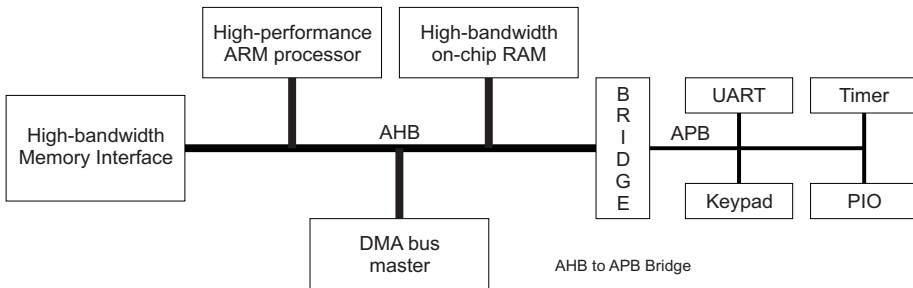 High-performance
ARM processor
High-bandwidth
on-chip RAM
High-bandwidth
Memory Interface
AHB
B
R
I
D
G
E
APB
UART
Timer
Keypad
PIO
DMA bus
master
AHB to APB Bridge